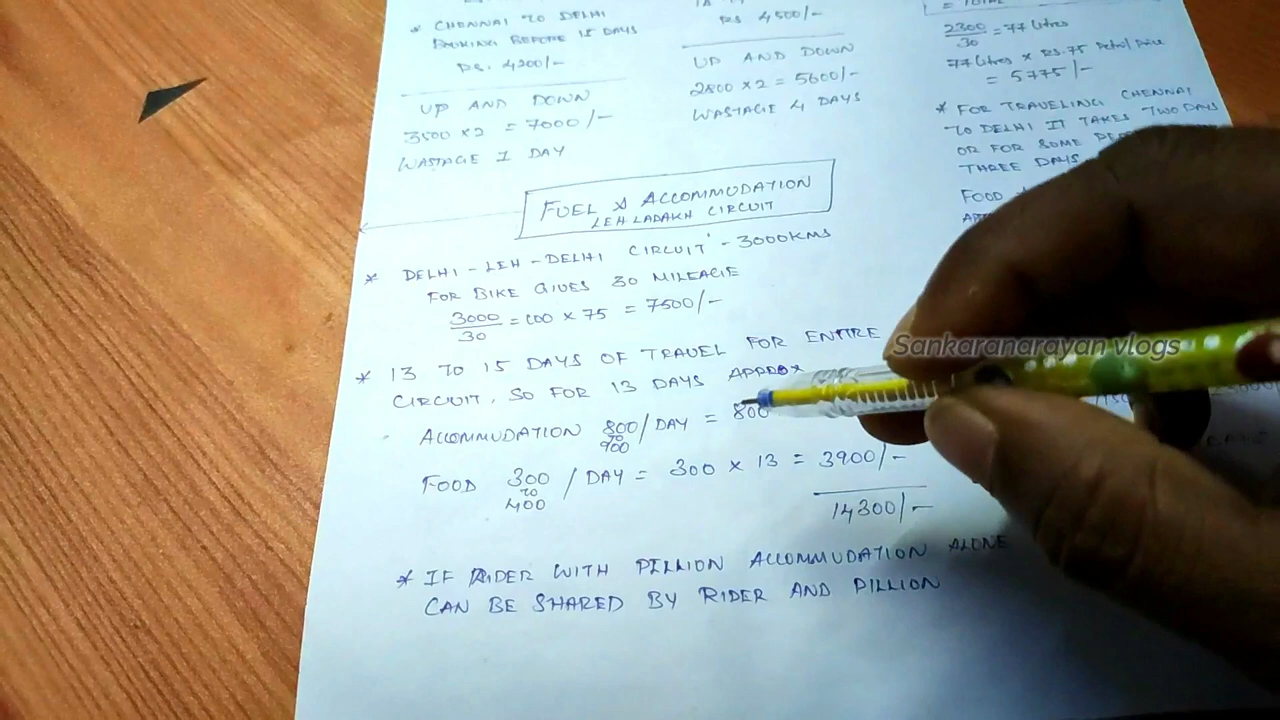 * CHENNAI TO DELHI
BOOKING BEFORE 15 DAYS
RS. 4200/-
UP AND DOWN
3500 x 2 = 7000/-
WASTAGE 1 DAY
RS 4500/-
UP AND DOWN
2800 x 2 = 5600/-
WASTAGE 4 DAYS
= TOTAL
2300/30 = 77 Litres
77 Litres x RS.75 Petrol Price
= 5775/-
* FOR TRAVELING CHENNAI
TO DELHI IT TAKES TWO DAYS
OR FOR SOME
THREE DAYS
FOOD
FUEL & ACCOMMODATION
LEH LADAKH CIRCUIT
* DELHI - LEH - DELHI CIRCUIT - 3000KMS
FOR BIKE GIVES 30 MILEAGE
3000/30 = 100 x 75 = 7500/-
* 13 TO 15 DAYS OF TRAVEL FOR ENTIRE
CIRCUIT, SO FOR 13 DAYS APPROX
ACCOMMUDATION 800 TO 900 / DAY = 800
FOOD 300 TO 400 / DAY = 300 x 13 = 3900/-
14300/-
* IF RIDER WITH PILLION ACCOMMUDATION ALONE
CAN BE SHARED BY RIDER AND PILLION
Sankaranarayan vlogs